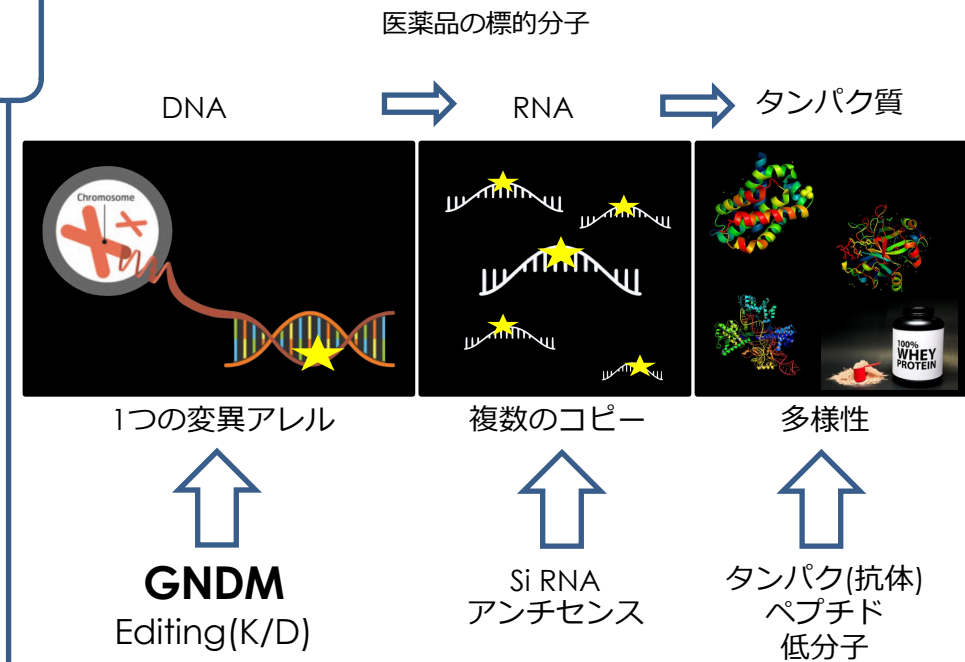 医薬品の標的分子
DNA
RNA
タンパク質
Chromosome
100%
WHEY
PROTEIN
1つの変異アレル
複数のコピー
多様性
GNDM
Editing(K/D)
Si RNA
アンチセンス
タンパク(抗体)
ペプチド
低分子